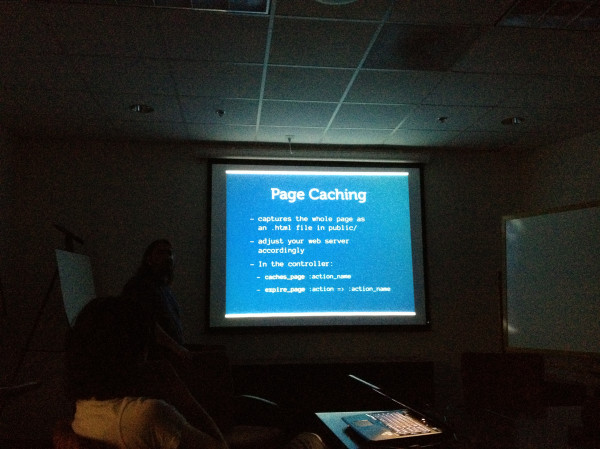 Page Caching
- captures the whole page as
an .html file in public/
- adjust your web server
accordingly
- In the controller:
- caches_page :action_name
- expire_page :action => :action_name